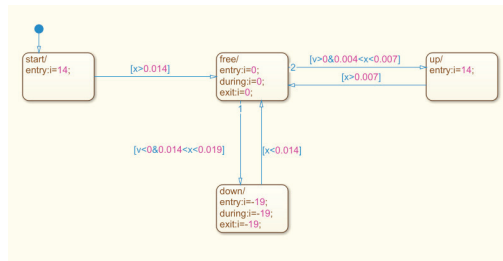 start/
entry:i=14;
[x>0.014]
free/
entry:i=0;
during:i=0;
exit:i=0;
1
2
[v>0&0.004<x<0.007]
[x>0.007]
up/
entry:i=14;
[v<0&0.014<x<0.019]
[x<0.014]
down/
entry:i=-19;
during:i=-19;
exit:i=-19;